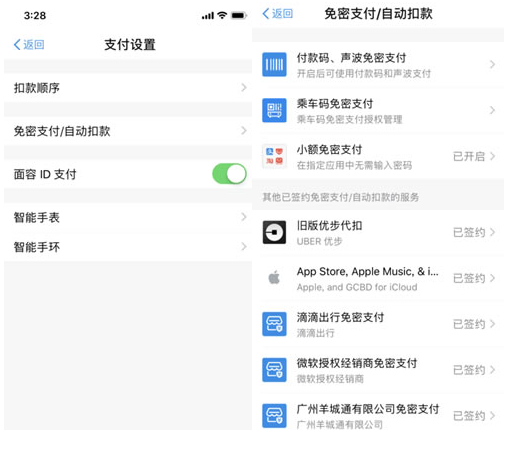 3:28
返回
支付设置
扣款顺序
免密支付/自动扣款
面容 ID 支付
智能手表
智能手环
返回
免密支付/自动扣款
付款码、声波免密支付
开启后可使用付款码和声波支付
乘车码免密支付
乘车码免密支付授权管理
小额免密支付
在指定应用中无需输入密码
已开启
其他已签约免密支付/自动扣款的服务
旧版优步代扣
UBER 优步
已签约
App Store, Apple Music, & i...
Apple, and GCBD for iCloud
已签约
滴滴出行免密支付
滴滴出行
已签约
微软授权经销商免密支付
微软授权经销商
已签约
广州羊城通有限公司免密支付
广州羊城通有限公司
已签约